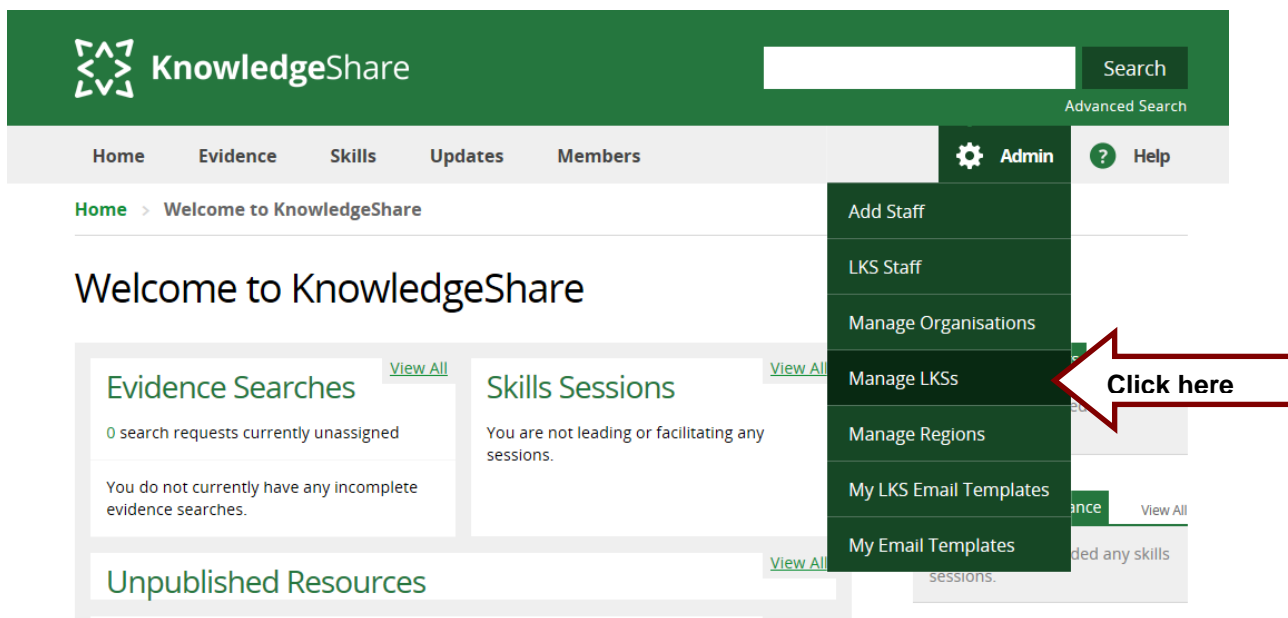 KnowledgeShare
Search
Advanced Search
Home Evidence Skills Updates Members Admin ? Help
Home > Welcome to KnowledgeShare
Welcome to KnowledgeShare
Add Staff
LKS Staff
Manage Organisations
Manage LKSs
Manage Regions
My LKS Email Templates
My Email Templates
Click here
Evidence Searches
View All
0 search requests currently unassigned
You do not currently have any incomplete
evidence searches.
Skills Sessions
View All
You are not leading or facilitating any
sessions.
Unpublished Resources
View All
View All
any skills
sessions.